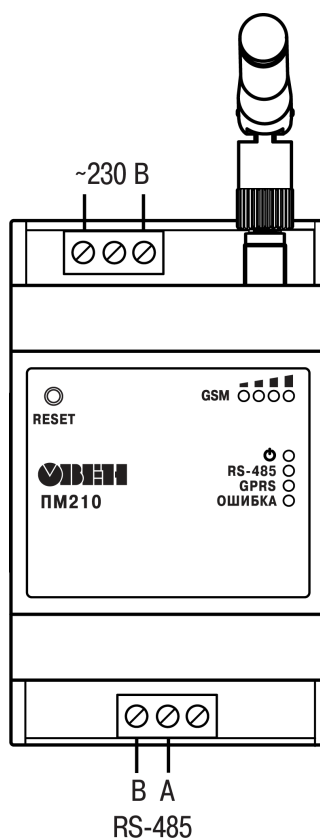 ~230 В
GSM
RESET
RS-485
ОВЕН
GPRS
ПМ210
ОШИБКА
B A
RS-485